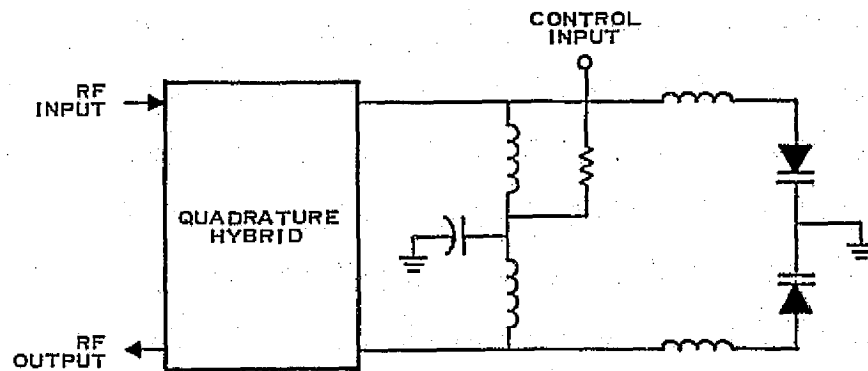 CONTROL
INPUT
RF
INPUT
QUADRATURE
HYBRID
RF
OUTPUT